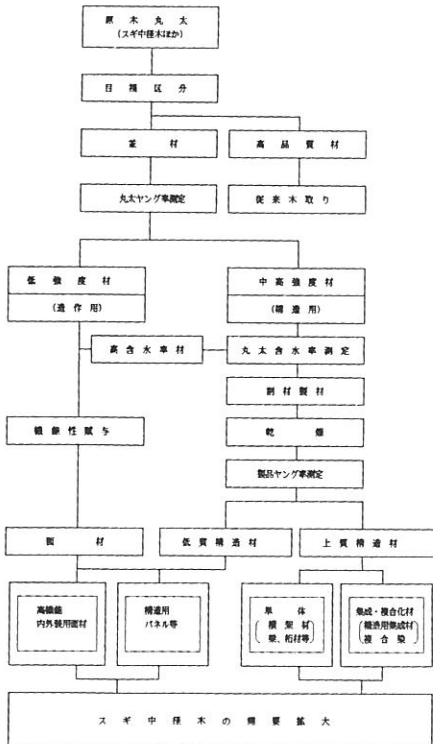 原木丸太
(スギ中径木ほか)
目視区分
並材
高品質材
丸太ヤング率測定
従来木取り
低強度材
(造作用)
中高強度材
(構造用)
高含水率材
丸太含水率測定
製材
乾燥
機能性賦与
製品ヤング率測定
面材
低質構造材
上質構造材
高機能
内外装用面材
構造用
パネル等
単体
横架材
梁、桁材等
集成・複合化材
構造用集成材
複合梁
スギ中径木の需要拡大